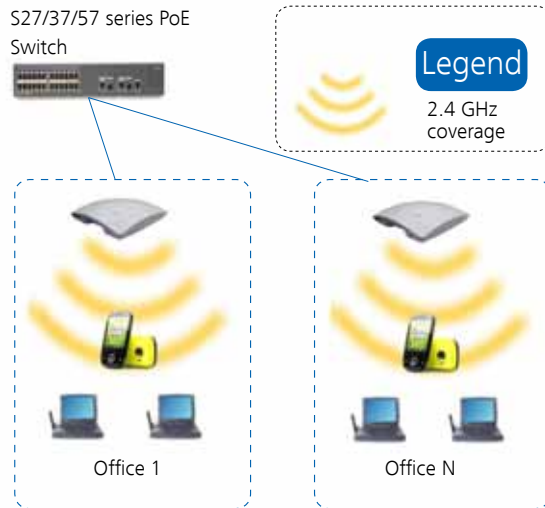 S27/37/57 series PoE
Switch
Legend
2.4 GHz
coverage
Office 1
Office N